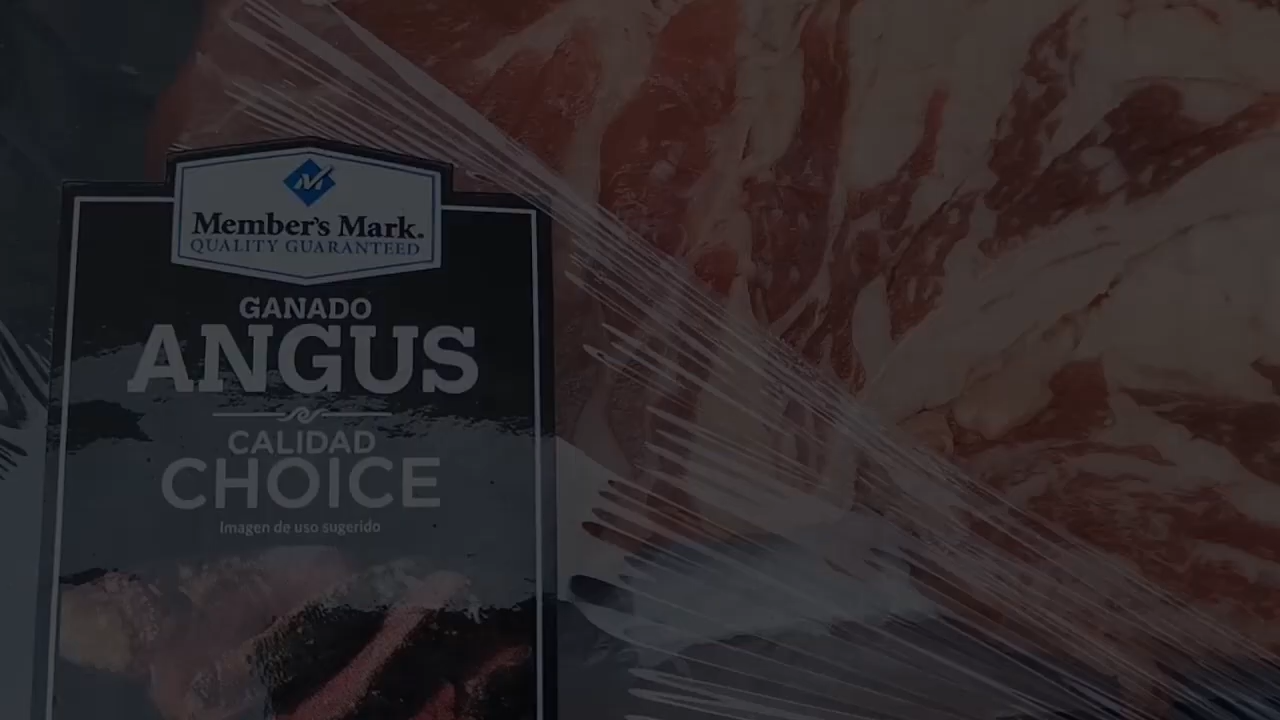 Member's Mark.
QUALITY GUARANTEED
GANADO
ANGUS
CALIDAD
CHOICE
Imagen de uso sugerido